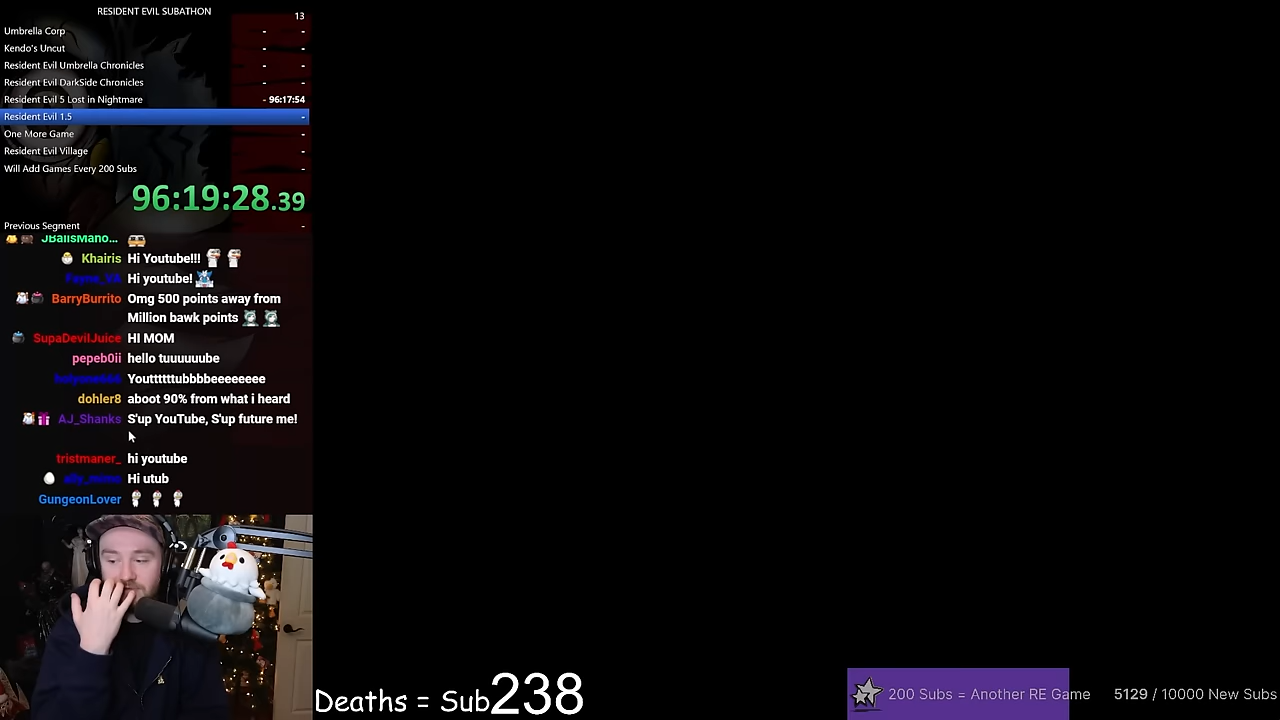 RESIDENT EVIL SUBATHON
13
Umbrella Corp - -
Kendo's Uncut - -
Resident Evil Umbrella Chronicles - -
Resident Evil DarkSide Chronicles - -
Resident Evil 5 Lost in Nightmare - 96:17:54
Resident Evil 1.5 -
One More Game -
Resident Evil Village -
Will Add Games Every 200 Subs -
96:19:28.39
Previous Segment -
JBallsMano...
Khairis Hi Youtube!!!
Hi youtube!
BarryBurrito Omg 500 points away from
Million bawk points
SupaDevilJuice HI MOM
pepeb0ii hello tuuuuuube
Youttttttubbbbeeeeeeee
dohler8 aboot 90% from what i heard
AJ_Shanks S'up YouTube, S'up future me!
tristmaner_ hi youtube
Hi utub
GungeonLover
Deaths = Sub238
200 Subs = Another RE Game 5129 / 10000 New Subs